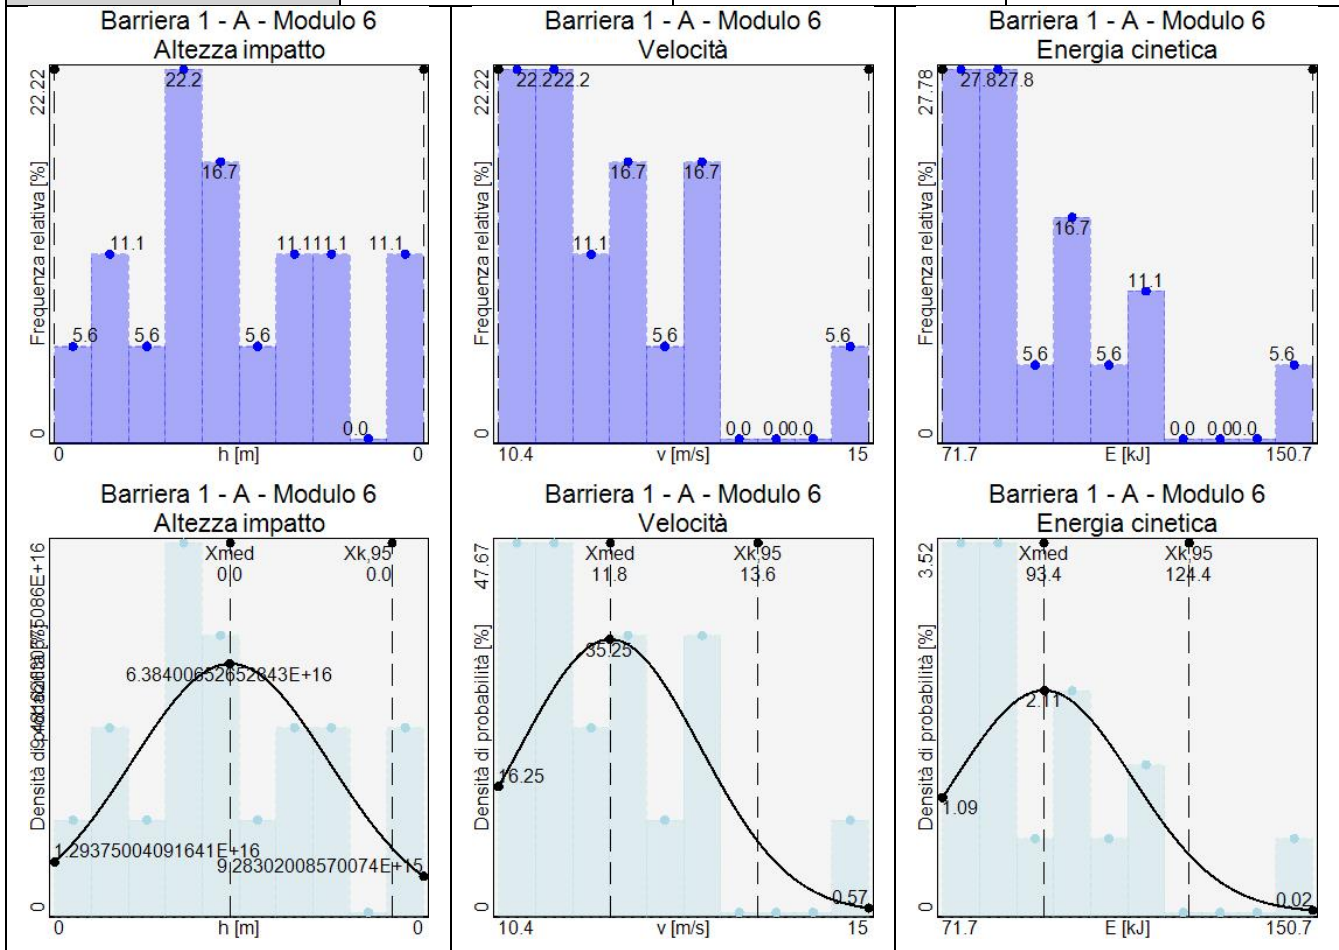 Barriera 1 - A - Modulo 6
Altezza impatto
22.22
Frequenza relativa [%]
0
5.6
11.1
5.6
22.2
16.7
5.6
11.1
11.1
0.0
11.1
0
h [m]
0
Barriera 1 - A - Modulo 6
Velocità
22.22
Frequenza relativa [%]
0
22.2
22.2
11.1
16.7
5.6
16.7
0.0
0.0
0.0
5.6
10.4
v [m/s]
15
Barriera 1 - A - Modulo 6
Energia cinetica
27.78
Frequenza relativa [%]
0
27.8
27.8
5.6
16.7
5.6
11.1
0.0
0.0
0.0
5.6
71.7
E [kJ]
150.7
Barriera 1 - A - Modulo 6
Altezza impatto
Densità di probabilità [%]
0
Xmed
0.0
Xk,95
0.0
6.38400652652843E+16
1.29375004091641E+16
9.28302008570074E+15
0
h [m]
0
Barriera 1 - A - Modulo 6
Velocità
47.67
Densità di probabilità [%]
0
Xmed
11.8
Xk,95
13.6
35.25
16.25
0.57
10.4
v [m/s]
15
Barriera 1 - A - Modulo 6
Energia cinetica
3.52
Densità di probabilità [%]
0
Xmed
93.4
Xk,95
124.4
2.11
1.09
0.02
71.7
E [kJ]
150.7